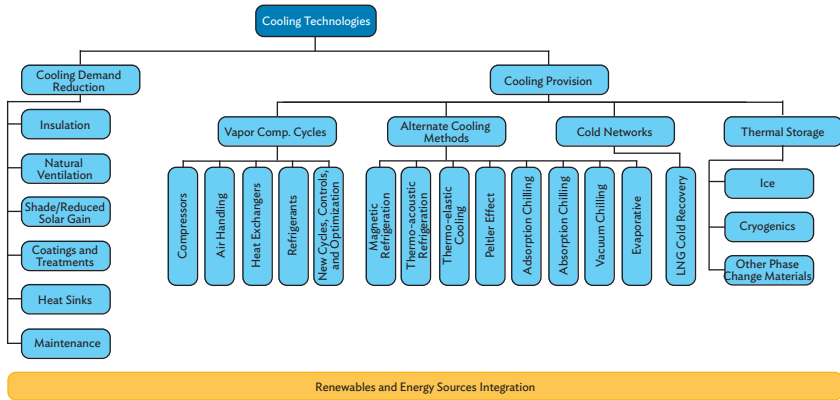 Cooling Technologies
Cooling Demand
Reduction
Cooling Provision
Insulation
Natural
Ventilation
Shade/Reduced
Solar Gain
Coatings and
Treatments
Heat Sinks
Maintenance
Vapor Comp. Cycles
Alternate Cooling
Methods
Cold Networks
Thermal Storage
Compressors
Air Handling
Heat Exchangers
Refrigerants
New Cycles, Controls,
and Optimization
Magnetic
Refrigeration
Thermo-acoustic
Refrigeration
Thermo-elastic
Cooling
Peltler Effect
Adsorption Chilling
Absorption Chilling
Vacuum Chilling
Evaporative
LNG Cold Recovery
Ice
Cryogenics
Other Phase
Change Materials
Renewables and Energy Sources Integration